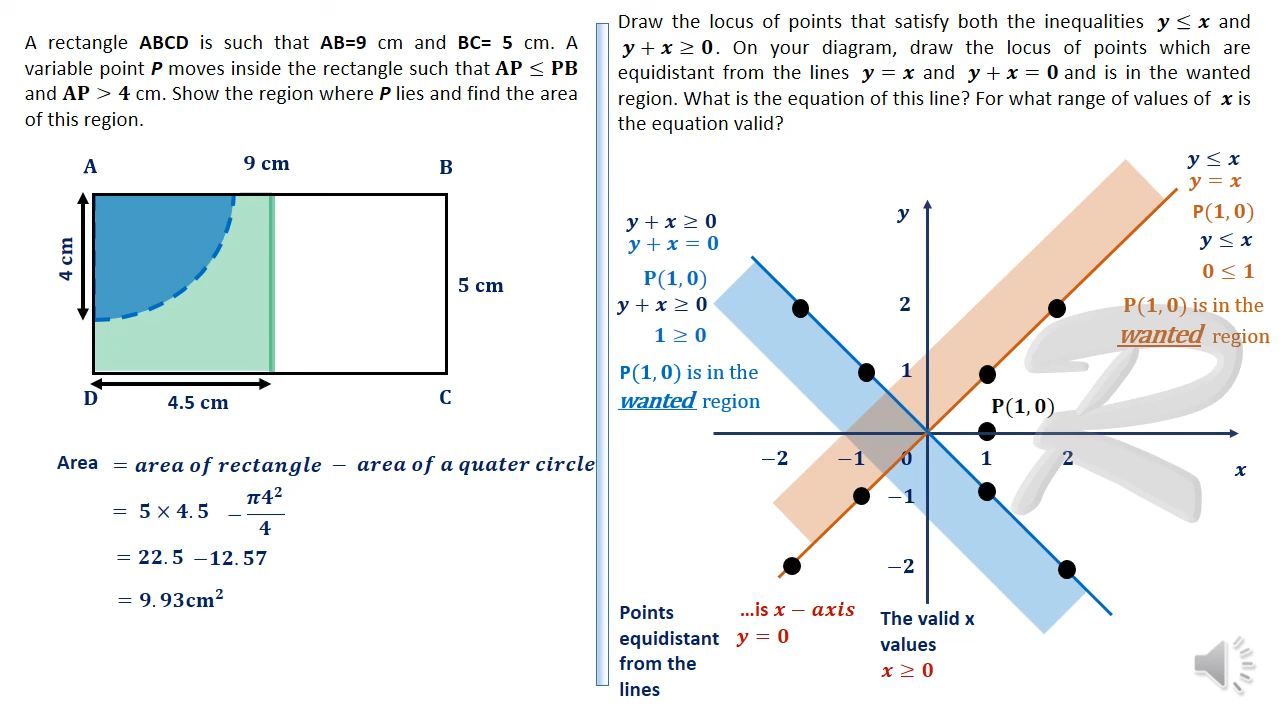 A rectangle ABCD is such that AB=9 cm and BC= 5 cm. A
variable point P moves inside the rectangle such that AP ≤ PB
and AP > 4 cm. Show the region where P lies and find the area
of this region.
A
9 cm
B
4 cm
5 cm
D
4.5 cm
C
Area = area of rectangle − area of a quater circle
= 5 × 4.5 − π4²/4
= 22.5 −12.57
= 9.93cm²
Draw the locus of points that satisfy both the inequalities y ≤ x and
y + x ≥ 0. On your diagram, draw the locus of points which are
equidistant from the lines y = x and y + x = 0 and is in the wanted
region. What is the equation of this line? For what range of values of x is
the equation valid?
y + x ≥ 0
y + x = 0
P(1, 0)
y + x ≥ 0
1 ≥ 0
P(1, 0) is in the
wanted region
y ≤ x
y = x
P(1, 0)
y ≤ x
0 ≤ 1
P(1, 0) is in the
wanted region
y
2
1
P(1, 0)
−2
−1
0
1
2
x
−1
−2
Points
equidistant
from the
lines
...is x − axis
y = 0
The valid x
values
x ≥ 0
R